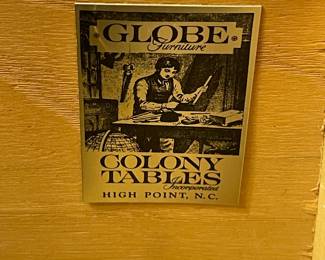 GLOBE
Furniture
COLONY
TABLES
Incorporated
HIGH POINT, N.C.